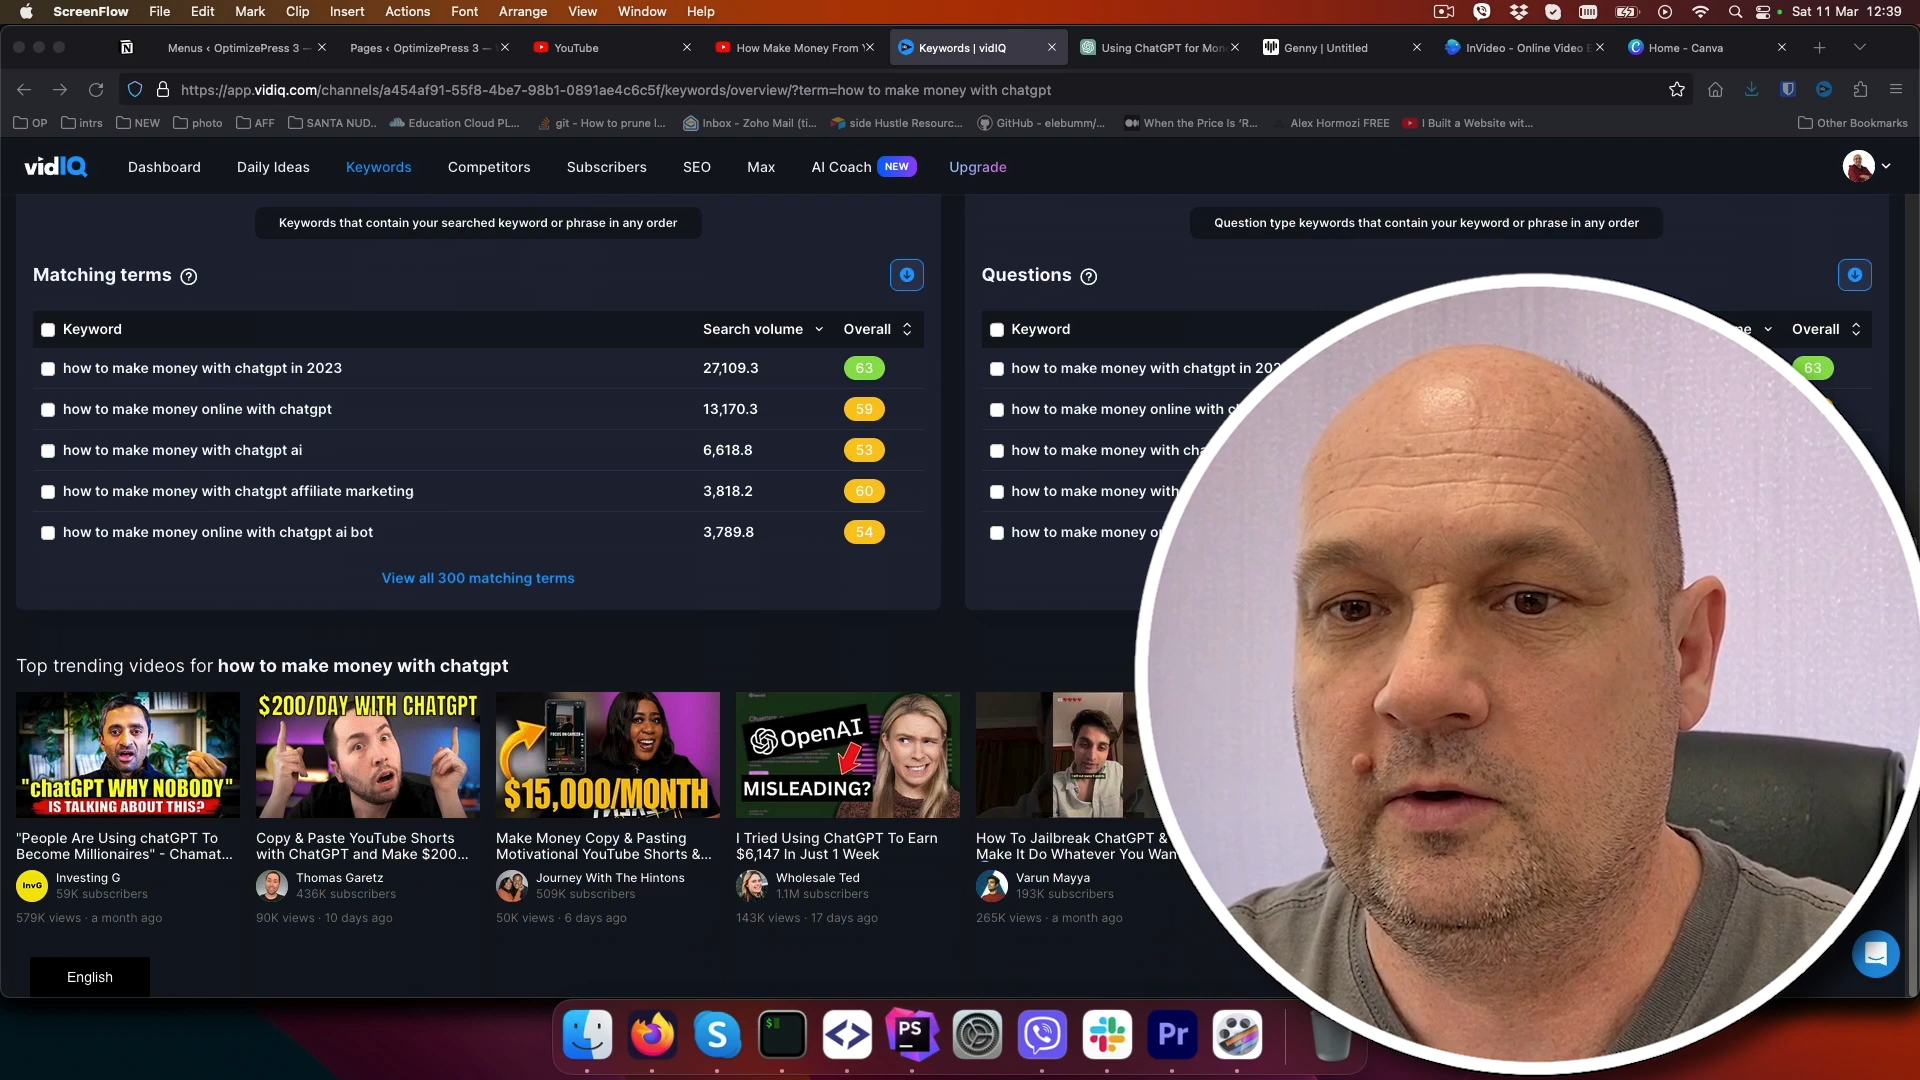 ScreenFlow File Edit Mark Clip Insert Actions Font Arrange View Window Help Sat 11 Mar 12:39
Menus ‹ OptimizePress 3 — Pages ‹ OptimizePress 3 — YouTube How Make Money From Keywords | vidIQ Using ChatGPT for Mon Genny | Untitled InVideo - Online Video E Home - Canva
https://app.vidiq.com/channels/a454af91-55f8-4be7-98b1-0891ae4c6c5f/keywords/overview/?term=how to make money with chatgpt
OP intrs NEW photo AFF SANTA NUD... Education Cloud PL... git - How to prune l... Inbox - Zoho Mail (ti... side Hustle Resourc... GitHub - elebumm/... When the Price Is 'R... Alex Hormozi FREE I Built a Website wit... Other Bookmarks
vidIQ Dashboard Daily Ideas Keywords Competitors Subscribers SEO Max AI Coach NEW Upgrade
Keywords that contain your searched keyword or phrase in any order
Question type keywords that contain your keyword or phrase in any order
Matching terms ?
Keyword Search volume Overall
how to make money with chatgpt in 2023 27,109.3 63
how to make money online with chatgpt 13,170.3 59
how to make money with chatgpt ai 6,618.8 53
how to make money with chatgpt affiliate marketing 3,818.2 60
how to make money online with chatgpt ai bot 3,789.8 54
View all 300 matching terms
Questions ?
Keyword Overall
how to make money with chatgpt in 202 63
how to make money online with
how to make money with cha
how to make money with
how to make money
Top trending videos for how to make money with chatgpt
"chatGPT WHY NOBODY"
IS TALKING ABOUT THIS?
"People Are Using chatGPT To
Become Millionaires" - Chamat...
InvG
Investing G
59K subscribers
579K views · a month ago
$200/DAY WITH CHATGPT
Copy & Paste YouTube Shorts
with ChatGPT and Make $200...
Thomas Garetz
436K subscribers
90K views · 10 days ago
FOCUS ON CAREER
$15,000/MONTH
Make Money Copy & Pasting
Motivational YouTube Shorts &...
Journey With The Hintons
509K subscribers
50K views · 6 days ago
OpenAI
MISLEADING?
I Tried Using ChatGPT To Earn
$6,147 In Just 1 Week
Wholesale Ted
1.1M subscribers
143K views · 17 days ago
How To Jailbreak ChatGPT &
Make It Do Whatever You Wan
Varun Mayya
193K subscribers
265K views · a month ago
English
S $ PS Pr